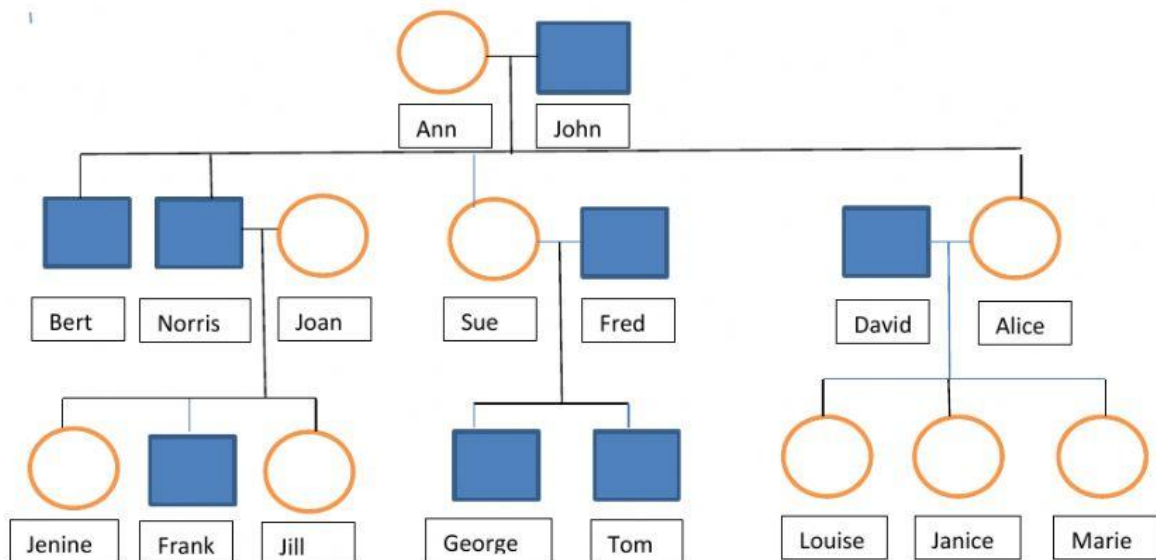 Ann John
Bert Norris Joan Sue Fred David Alice
Jenine Frank Jill George Tom Louise Janice Marie